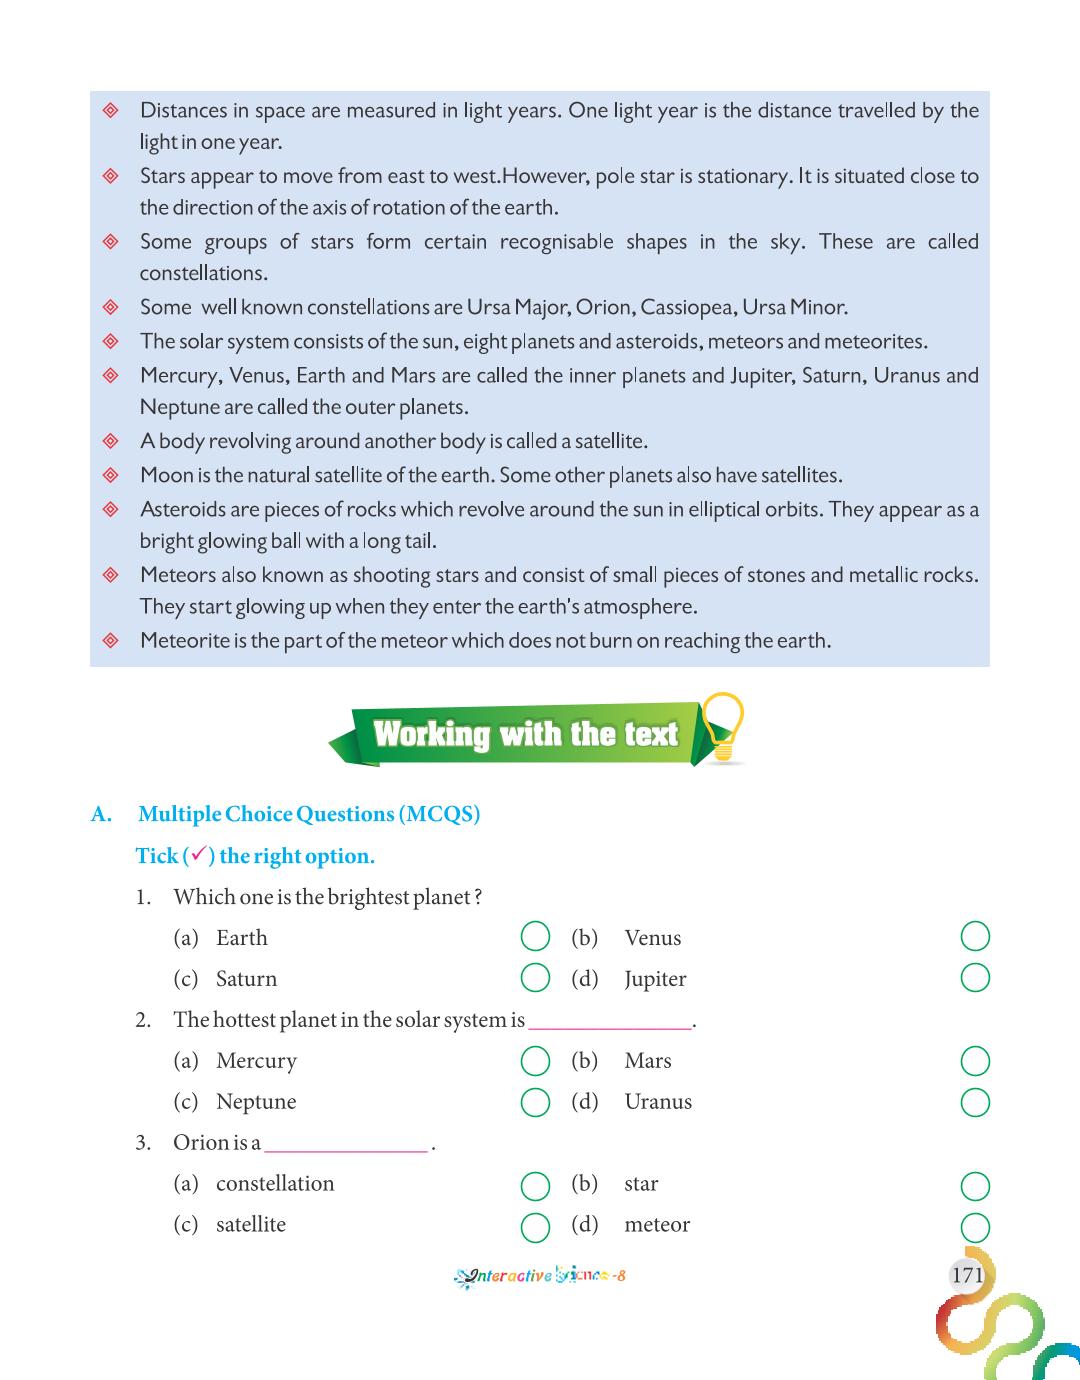 Distances in space are measured in light years. One light year is the distance travelled by the
light in one year.
Stars appear to move from east to west.However, pole star is stationary. It is situated close to
the direction of the axis of rotation of the earth.
Some groups of stars form certain recognisable shapes in the sky. These are called
constellations.
Some well known constellations are Ursa Major, Orion, Cassiopea, Ursa Minor.
The solar system consists of the sun, eight planets and asteroids, meteors and meteorites.
Mercury, Venus, Earth and Mars are called the inner planets and Jupiter, Saturn, Uranus and
Neptune are called the outer planets.
A body revolving around another body is called a satellite.
Moon is the natural satellite of the earth. Some other planets also have satellites.
Asteroids are pieces of rocks which revolve around the sun in elliptical orbits. They appear as a
bright glowing ball with a long tail.
Meteors also known as shooting stars and consist of small pieces of stones and metallic rocks.
They start glowing up when they enter the earth's atmosphere.
Meteorite is the part of the meteor which does not burn on reaching the earth.
Working with the text
A. Multiple Choice Questions (MCQS)
Tick (✓) the right option.
1. Which one is the brightest planet ?
(a) Earth (b) Venus
(c) Saturn (d) Jupiter
2. The hottest planet in the solar system is _______________.
(a) Mercury (b) Mars
(c) Neptune (d) Uranus
3. Orion is a _______________ .
(a) constellation (b) star
(c) satellite (d) meteor
Interactive Science-8
171